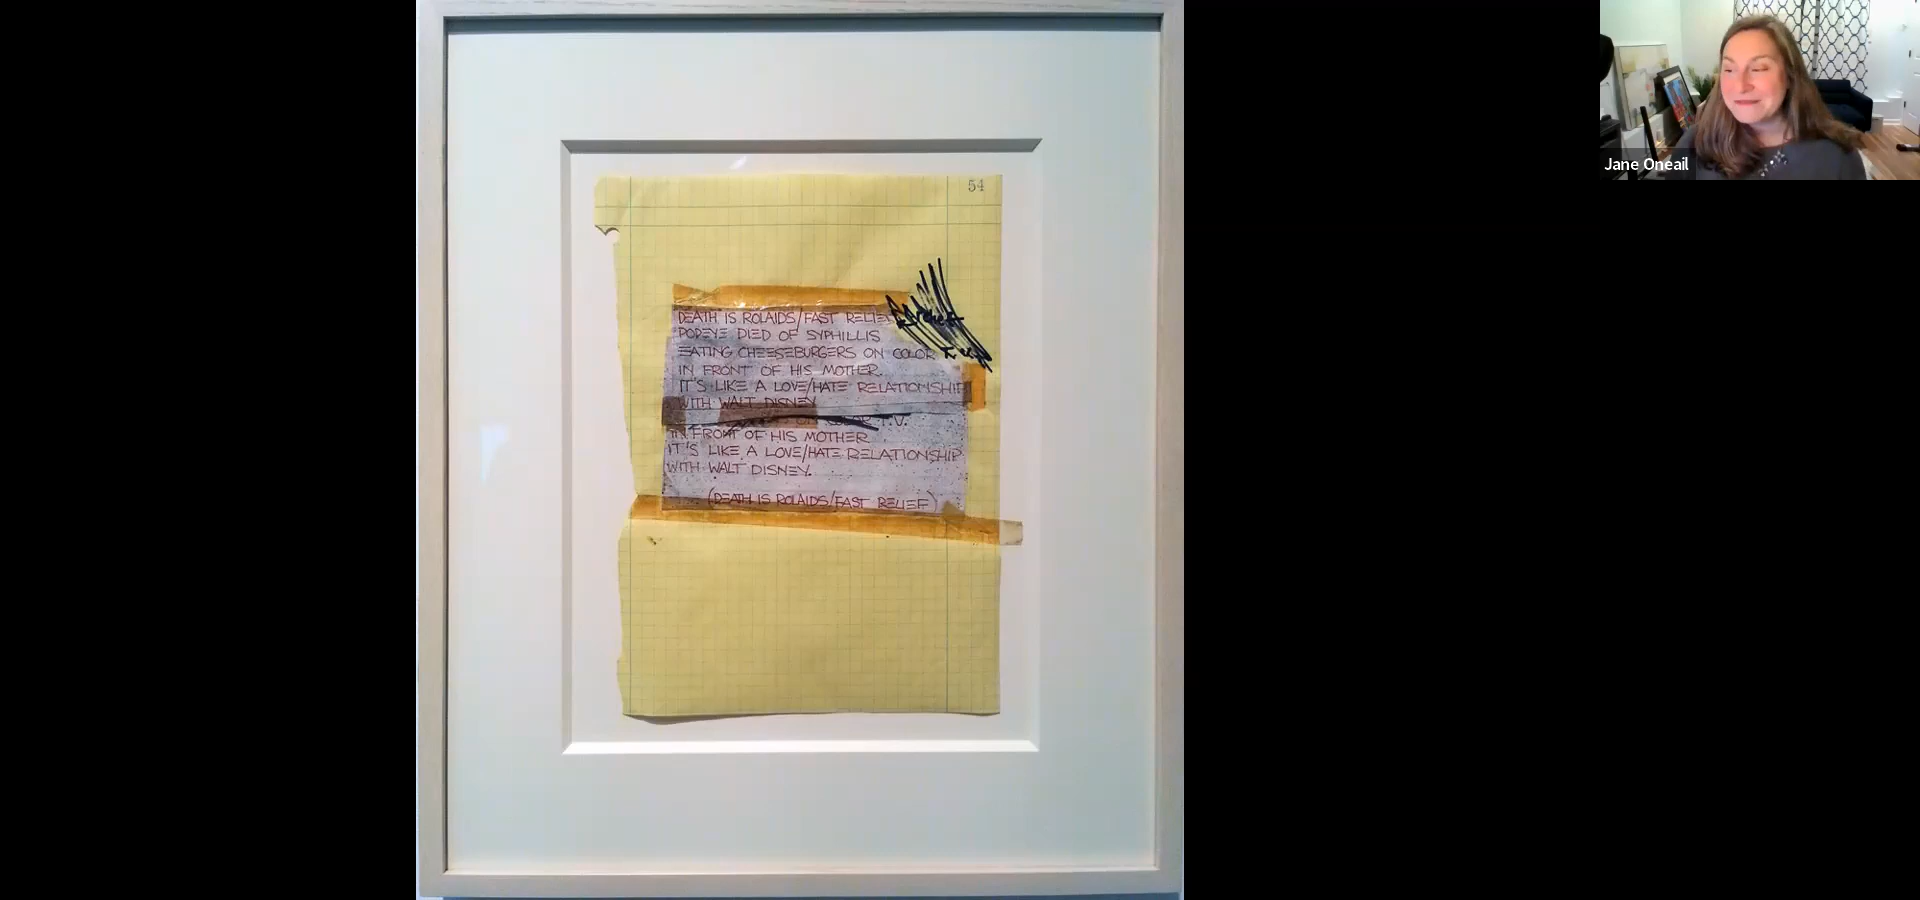 54
DEATH IS ROLAIDS/FAST RELIEF
POPEYE DIED OF SYPHILLIS
EATING CHEESEBURGERS ON COLOR T.V.
IN FRONT OF HIS MOTHER.
IT'S LIKE A LOVE/HATE RELATIONSHIP
WITH WALT DISNEY
ON COLOR T.V.
IN FRONT OF HIS MOTHER
IT'S LIKE A LOVE/HATE RELATIONSHIP
WITH WALT DISNEY.
(DEATH IS ROLAIDS/FAST RELIEF)
Jane Oneail